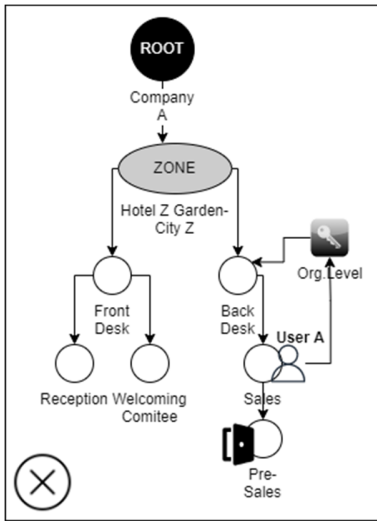 ROOT
Company
A
ZONE
Hotel Z Garden-
City Z
Org.Level
Front
Desk
Back
Desk
User A
Reception
Welcoming
Comitee
Sales
Pre-
Sales